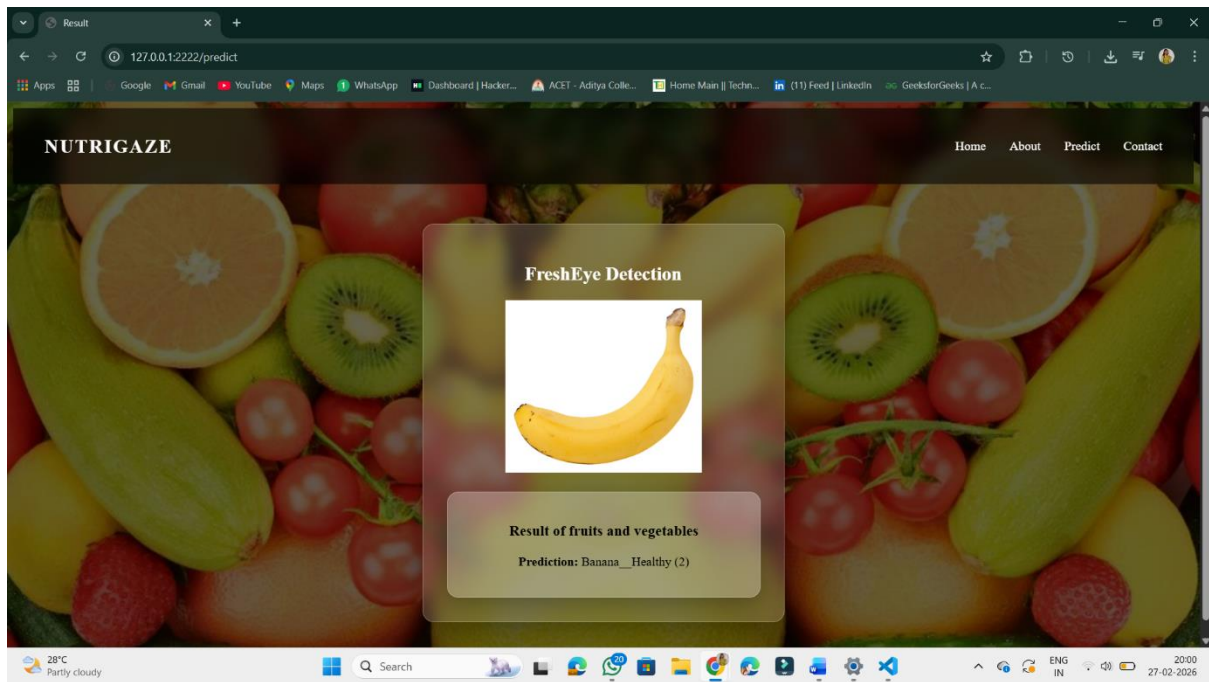 Result
127.0.0.1:2222/predict
Apps Google Gmail YouTube Maps WhatsApp Dashboard | Hacker... ACET - Aditya Colle... Home Main || Techn... (11) Feed | LinkedIn GeeksforGeeks | A c...
NUTRIGAZE Home About Predict Contact
FreshEye Detection
Result of fruits and vegetables
Prediction: Banana__Healthy (2)
28°C
Partly cloudy
Search
20
ENG
IN
20:00
27-02-2026